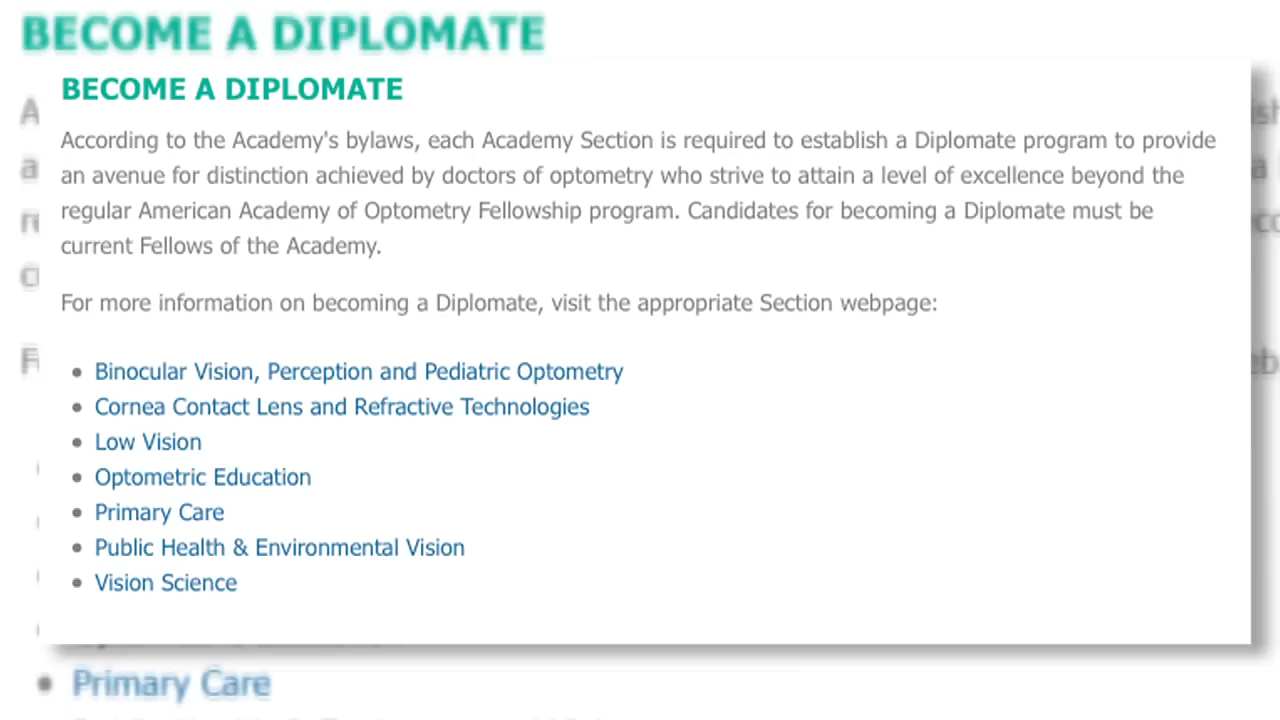 BECOME A DIPLOMATE
BECOME A DIPLOMATE
According to the Academy's bylaws, each Academy Section is required to establish a Diplomate program to provide
an avenue for distinction achieved by doctors of optometry who strive to attain a level of excellence beyond the
regular American Academy of Optometry Fellowship program. Candidates for becoming a Diplomate must be
current Fellows of the Academy.
For more information on becoming a Diplomate, visit the appropriate Section webpage:
• Binocular Vision, Perception and Pediatric Optometry
• Cornea Contact Lens and Refractive Technologies
• Low Vision
• Optometric Education
• Primary Care
• Public Health & Environmental Vision
• Vision Science
• Primary Care